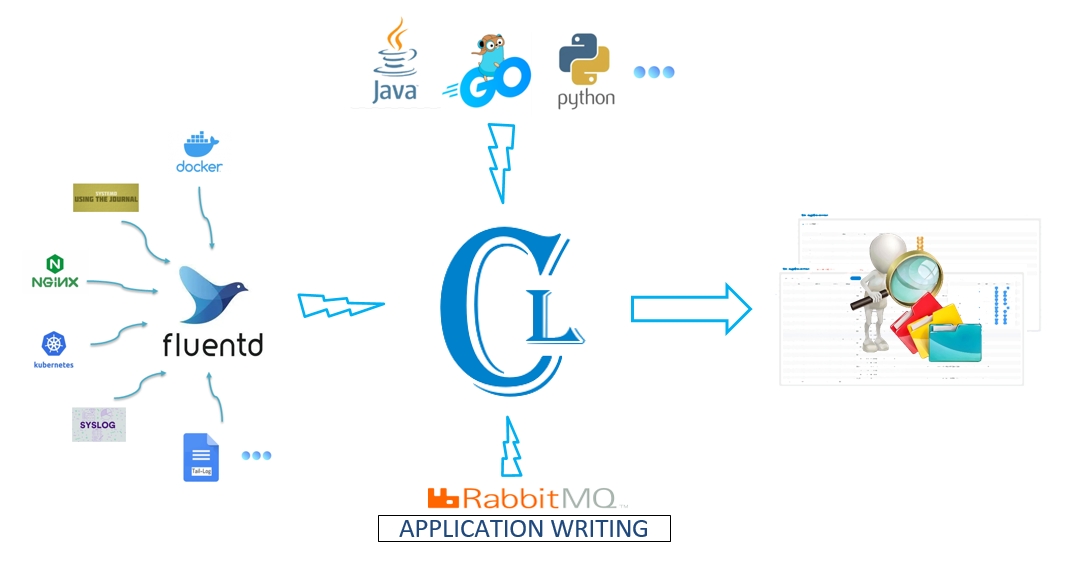 Java
GO
python
docker
SYSTEMD
USING THE JOURNAL
NGINX
kubernetes
fluentd
SYSLOG
Tail-Log
CL
RabbitMQ
APPLICATION WRITING